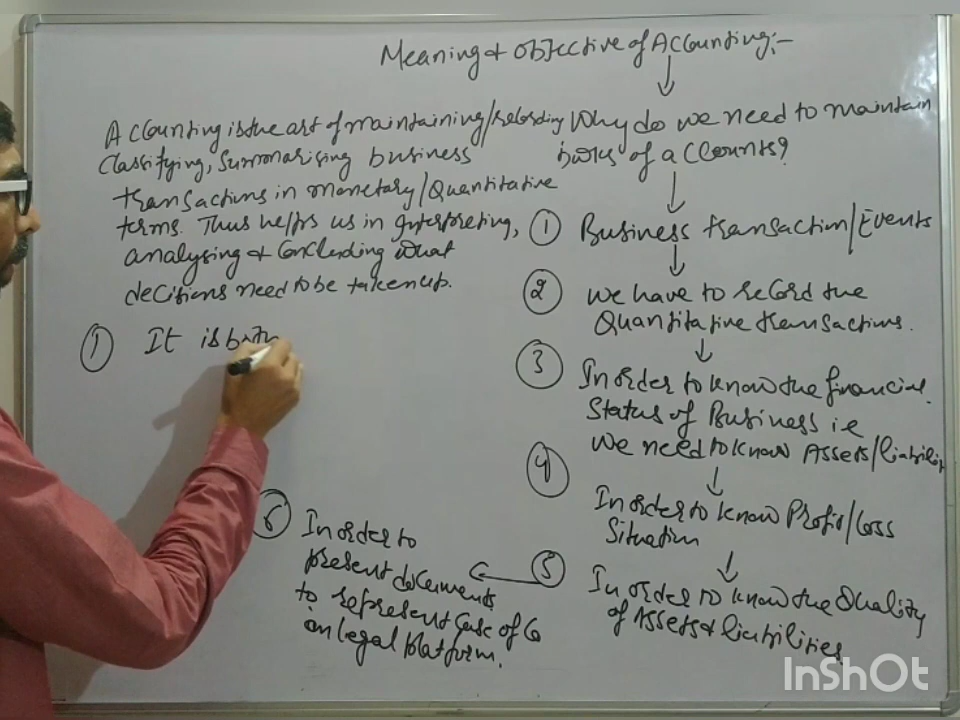 Meaning & Objective of Accounting:-
Accounting is the art of maintaining/recording
Classifying, Summarising business
transactions in monetary/Quantitative
terms. Thus helps us in Interpreting,
analysing & Concluding what
decisions need to be taken up.
① It is both
Why do we need to maintain
books of accounts?
① Business transaction/Events
② We have to record the
Quantitative transactions.
③ In order to know the financial
Status of Business i.e
We need to know Assets/liability
④ In order to know Profit/Loss
Situation
⑤ In order to know the Quality
of Assets & liabilities
⑥ In order to
present documents
to represent case of Co
on legal platform.
InShOt